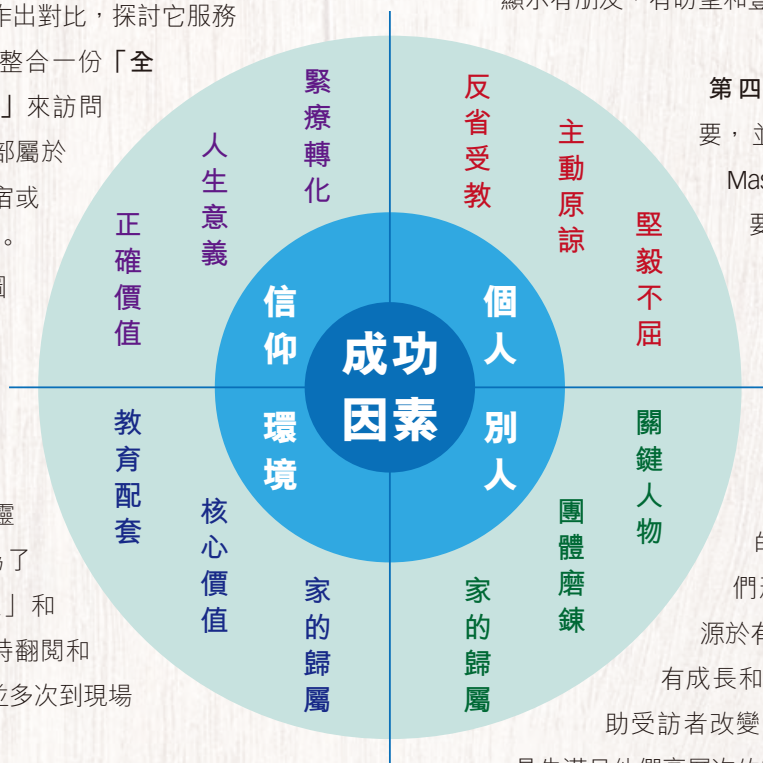 作出對比，探討它服務
整合一份「全
」來訪問
部屬於
宿或
。
圖
靈
為了
」和
時翻閱和
並多次到現場
成功
因素
信仰
個人
環境
別人
緊療轉化
人生意義
正確價值
反省受教
主動原諒
堅毅不屈
教育配套
核心價值
家的歸屬
關鍵人物
團體磨鍊
家的歸屬
第四
要，並
Mas
要
的
們
源於有
有成長和
助受訪者改變